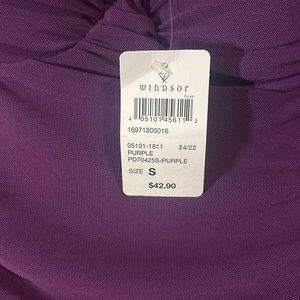 WINDSOR
4 05101 45611 2
16971200016
05101-1811 24/22
PURPLE
PD70425S-PURPLE
SIZE S
$42.90